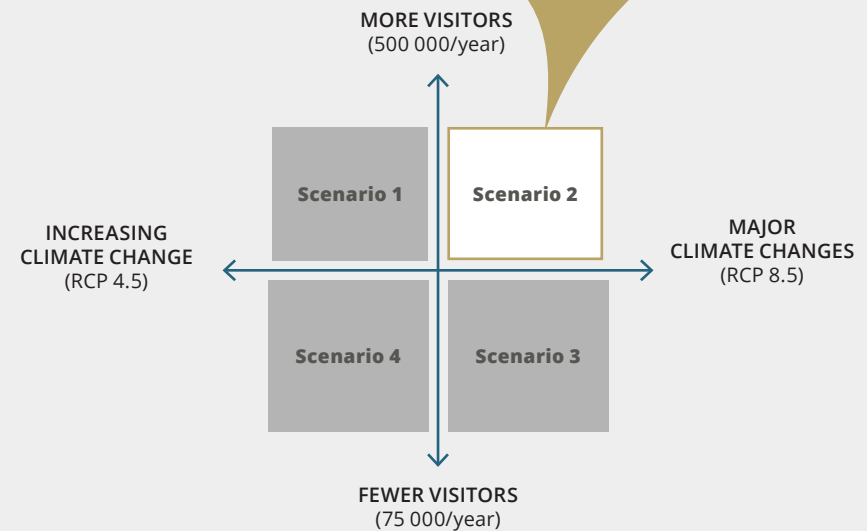 MORE VISITORS
(500 000/year)
Scenario 1
Scenario 2
INCREASING
CLIMATE CHANGE
(RCP 4.5)
MAJOR
CLIMATE CHANGES
(RCP 8.5)
Scenario 4
Scenario 3
FEWER VISITORS
(75 000/year)